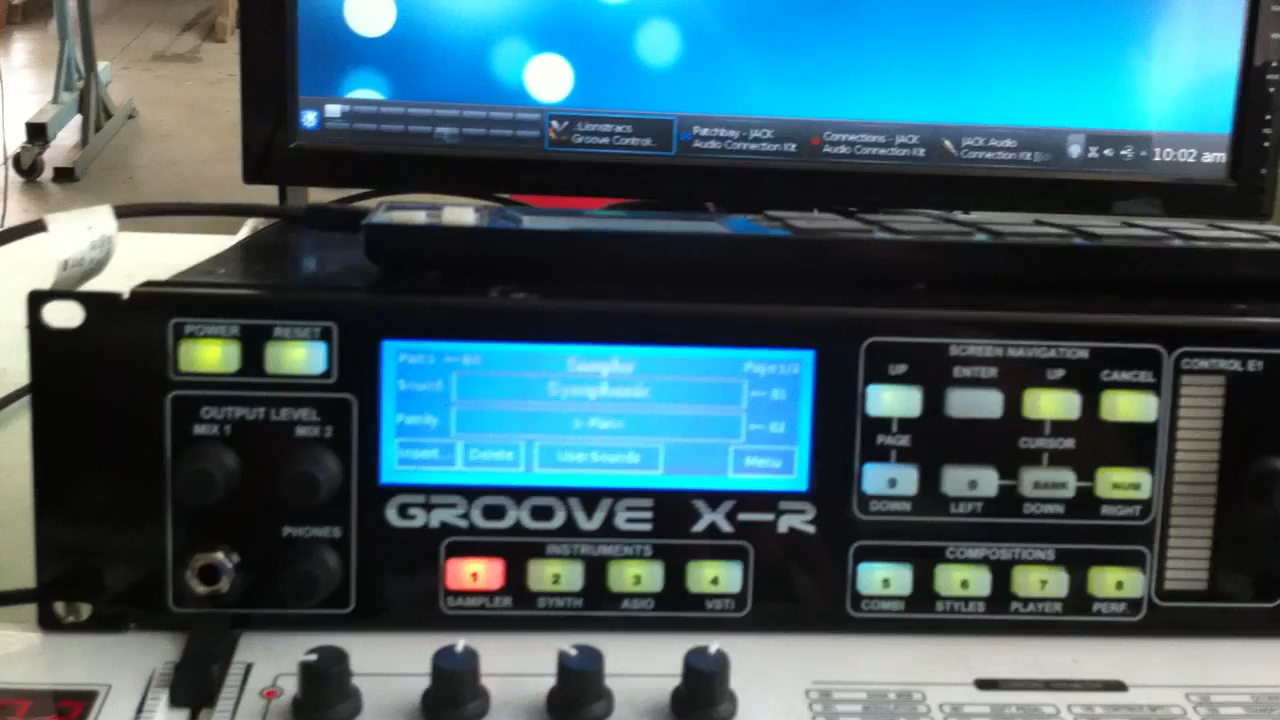 .:Lionstracs
Groove Control..
Patchbay - JACK
Audio Connection Kit
Connections - JACK
Audio Connection Kit
JACK Audio
Connection Kit
10:02 am
POWER RESET
OUTPUT LEVEL
MIX 1 MIX 2
PHONES
Sampler
Page 1/2
Sound Symphonic
Family
Insert... Delete User Sounds Menu
GROOVE X-R
INSTRUMENTS
1 2 3 4
SAMPLER SYNTH ASIO VSTi
SCREEN NAVIGATION
UP ENTER UP CANCEL
PAGE CURSOR
9 0 BANK NUM
DOWN LEFT DOWN RIGHT
COMPOSITIONS
5 6 7 8
COMBI STYLES PLAYER PERF.
CONTROL E1